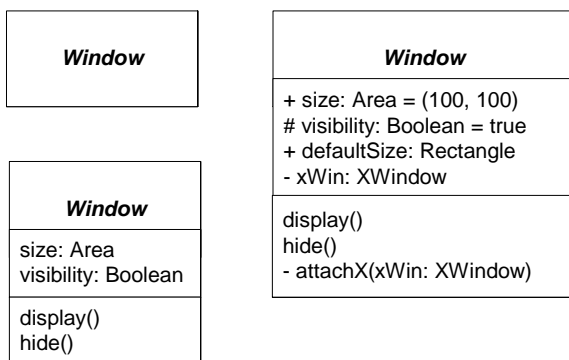 Window
Window
size: Area
visibility: Boolean
display()
hide()
Window
+ size: Area = (100, 100)
# visibility: Boolean = true
+ defaultSize: Rectangle
- xWin: XWindow
display()
hide()
- attachX(xWin: XWindow)